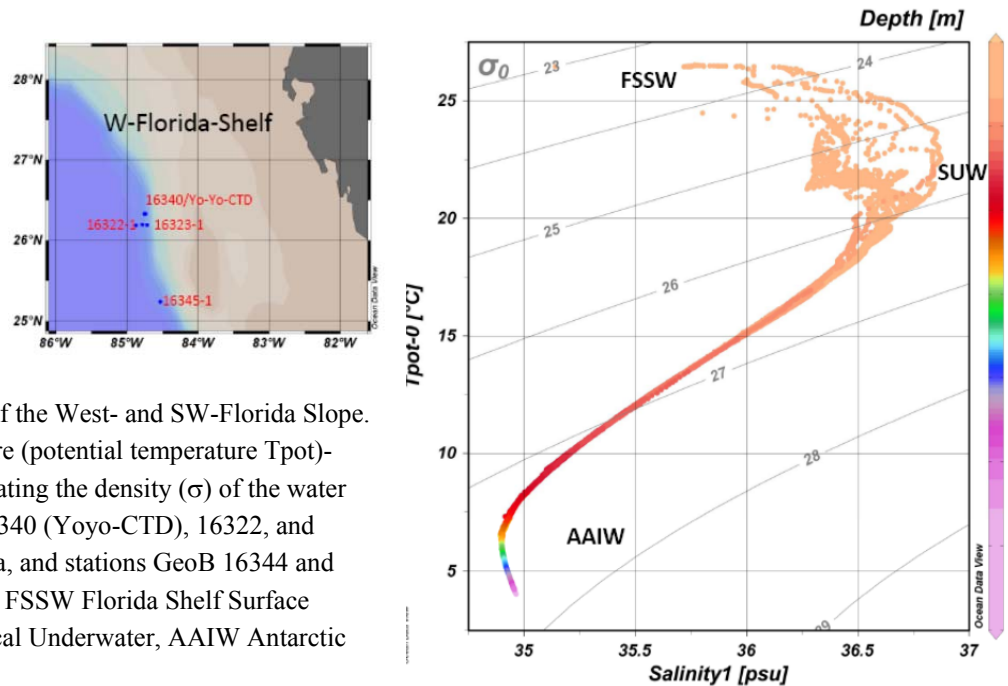 28°N
27°N
26°N
25°N
86°W
85°W
84°W
83°W
82°W
W-Florida-Shelf
16340/Yo-Yo-CTD
16322-1
16323-1
16345-1
Ocean Data View
of the West- and SW-Florida Slope.
re (potential temperature Tpot)-
ating the density (σ) of the water
340 (Yoyo-CTD), 16322, and
a, and stations GeoB 16344 and
FSSW Florida Shelf Surface
cal Underwater, AAIW Antarctic
Depth [m]
σ0
23
24
25
26
27
28
29
FSSW
SUW
AAIW
25
20
15
10
5
Tpot-0 [°C]
35
35.5
36
36.5
37
Salinity1 [psu]
Ocean Data View